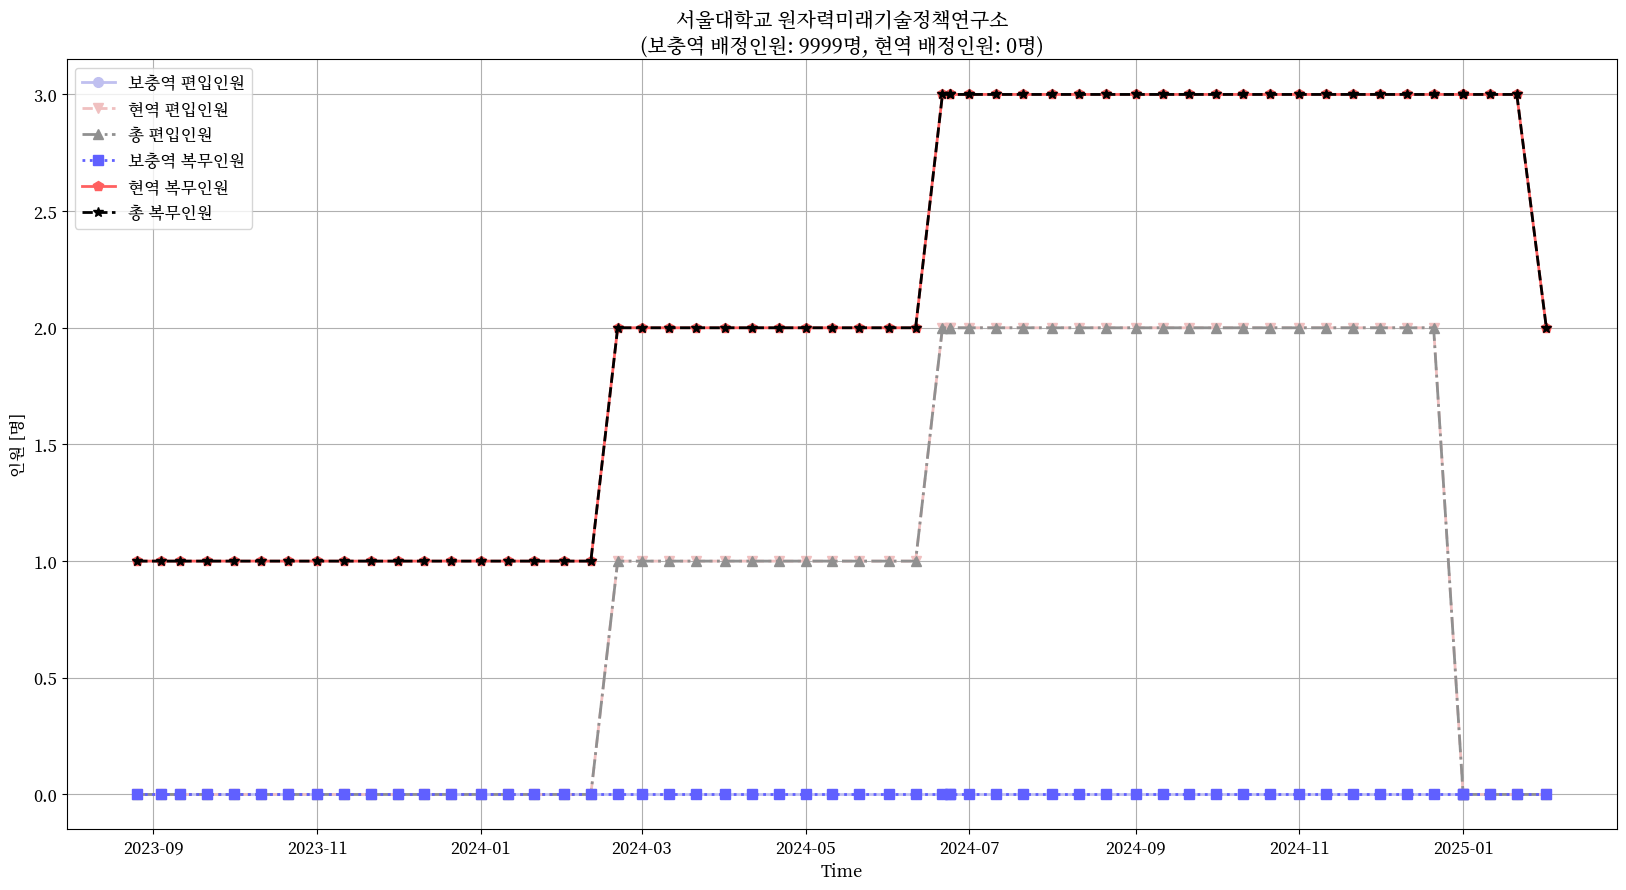 서울대학교 원자력미래기술정책연구소
(보충역 배정인원: 9999명, 현역 배정인원: 0명)
보충역 편입인원
현역 편입인원
총 편입인원
보충역 복무인원
현역 복무인원
총 복무인원
3.0
2.5
2.0
1.5
1.0
0.5
0.0
인원 [명]
2023-09
2023-11
2024-01
2024-03
2024-05
2024-07
2024-09
2024-11
2025-01
Time